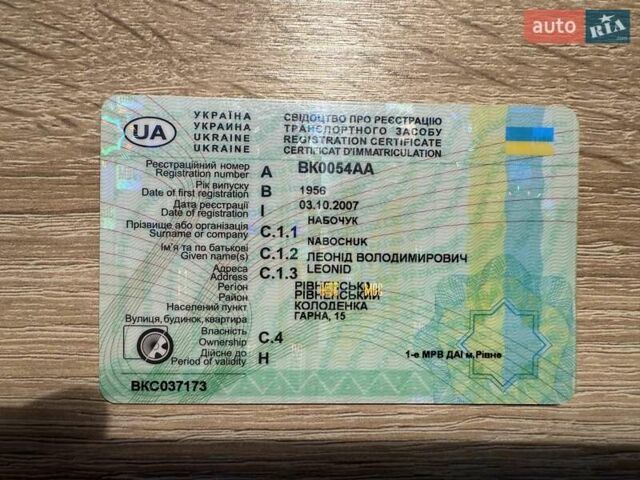 auto RIA.com
UA
УКРАЇНА
УКРАИНА
UKRAINE
СВІДОЦТВО ПРО РЕЄСТРАЦІЮ
ТРАНСПОРТНОГО ЗАСОБУ
REGISTRATION CERTIFICATE
CERTIFICAT D'IMMATRICULATION
Реєстраційний номер
Registration number A BK0054AA
Рік випуску
Date of first registration B 1956
Дата реєстрації
Date of registration I 03.10.2007
Прізвище або організація
Surname or company C.1.1 НАБОЧУК
NABOCHUK
Ім'я та по батькові
Given name(s) C.1.2 ЛЕОНІД ВОЛОДИМИРОВИЧ
LEONID
Адреса
Address C.1.3
Регіон РІВНЕНСЬКА
Район РІВНЕНСЬКИЙ
Населений пункт КОЛОДЕНКА
Вулиця, будинок, квартира ГАРНА, 15
Власність
Ownership C.4
Дійсне до
Period of validity H
1-е МРВ ДАІ м.Рівне
BKC037173